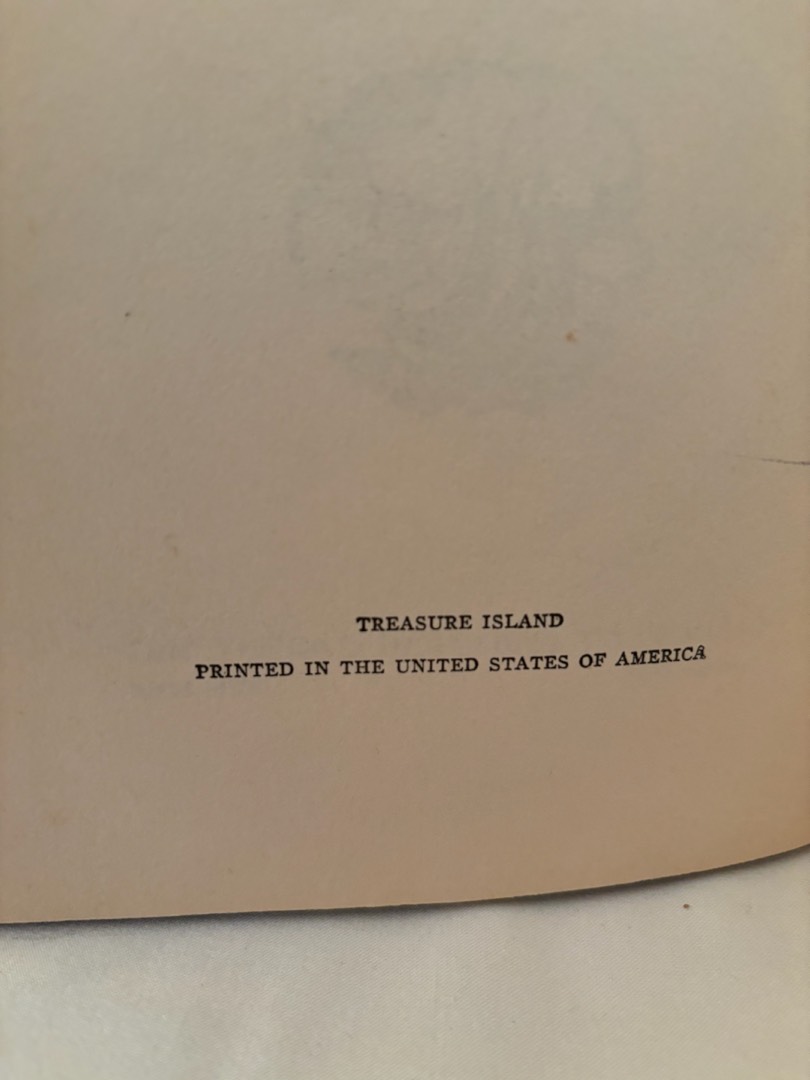 TREASURE ISLAND
PRINTED IN THE UNITED STATES OF AMERICA